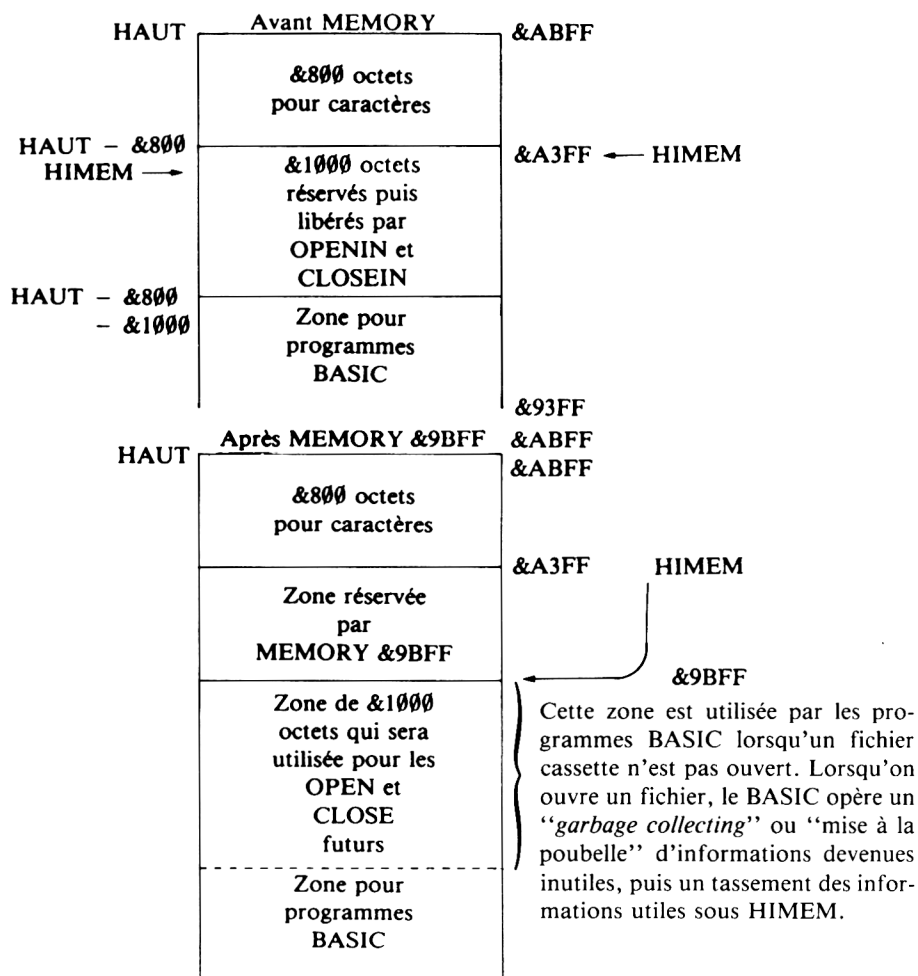 Avant MEMORY
HAUT &ABFF
&800 octets
pour caractères
HAUT – &800
HIMEM
&A3FF HIMEM
&1000 octets
réservés puis
libérés par
OPENIN et
CLOSEIN
HAUT – &800
– &1000
Zone pour
programmes
BASIC
&93FF
Après MEMORY &9BFF &ABFF
HAUT &ABFF
&800 octets
pour caractères
&A3FF HIMEM
Zone réservée
par
MEMORY &9BFF
&9BFF
Zone de &1000
octets qui sera
utilisée pour les
OPEN et
CLOSE
futurs
Cette zone est utilisée par les pro-
grammes BASIC lorsqu'un fichier
cassette n'est pas ouvert. Lorsqu'on
ouvre un fichier, le BASIC opère un
“garbage collecting” ou “mise à la
poubelle” d'informations devenues
inutiles, puis un tassement des infor-
mations utiles sous HIMEM.
Zone pour
programmes
BASIC